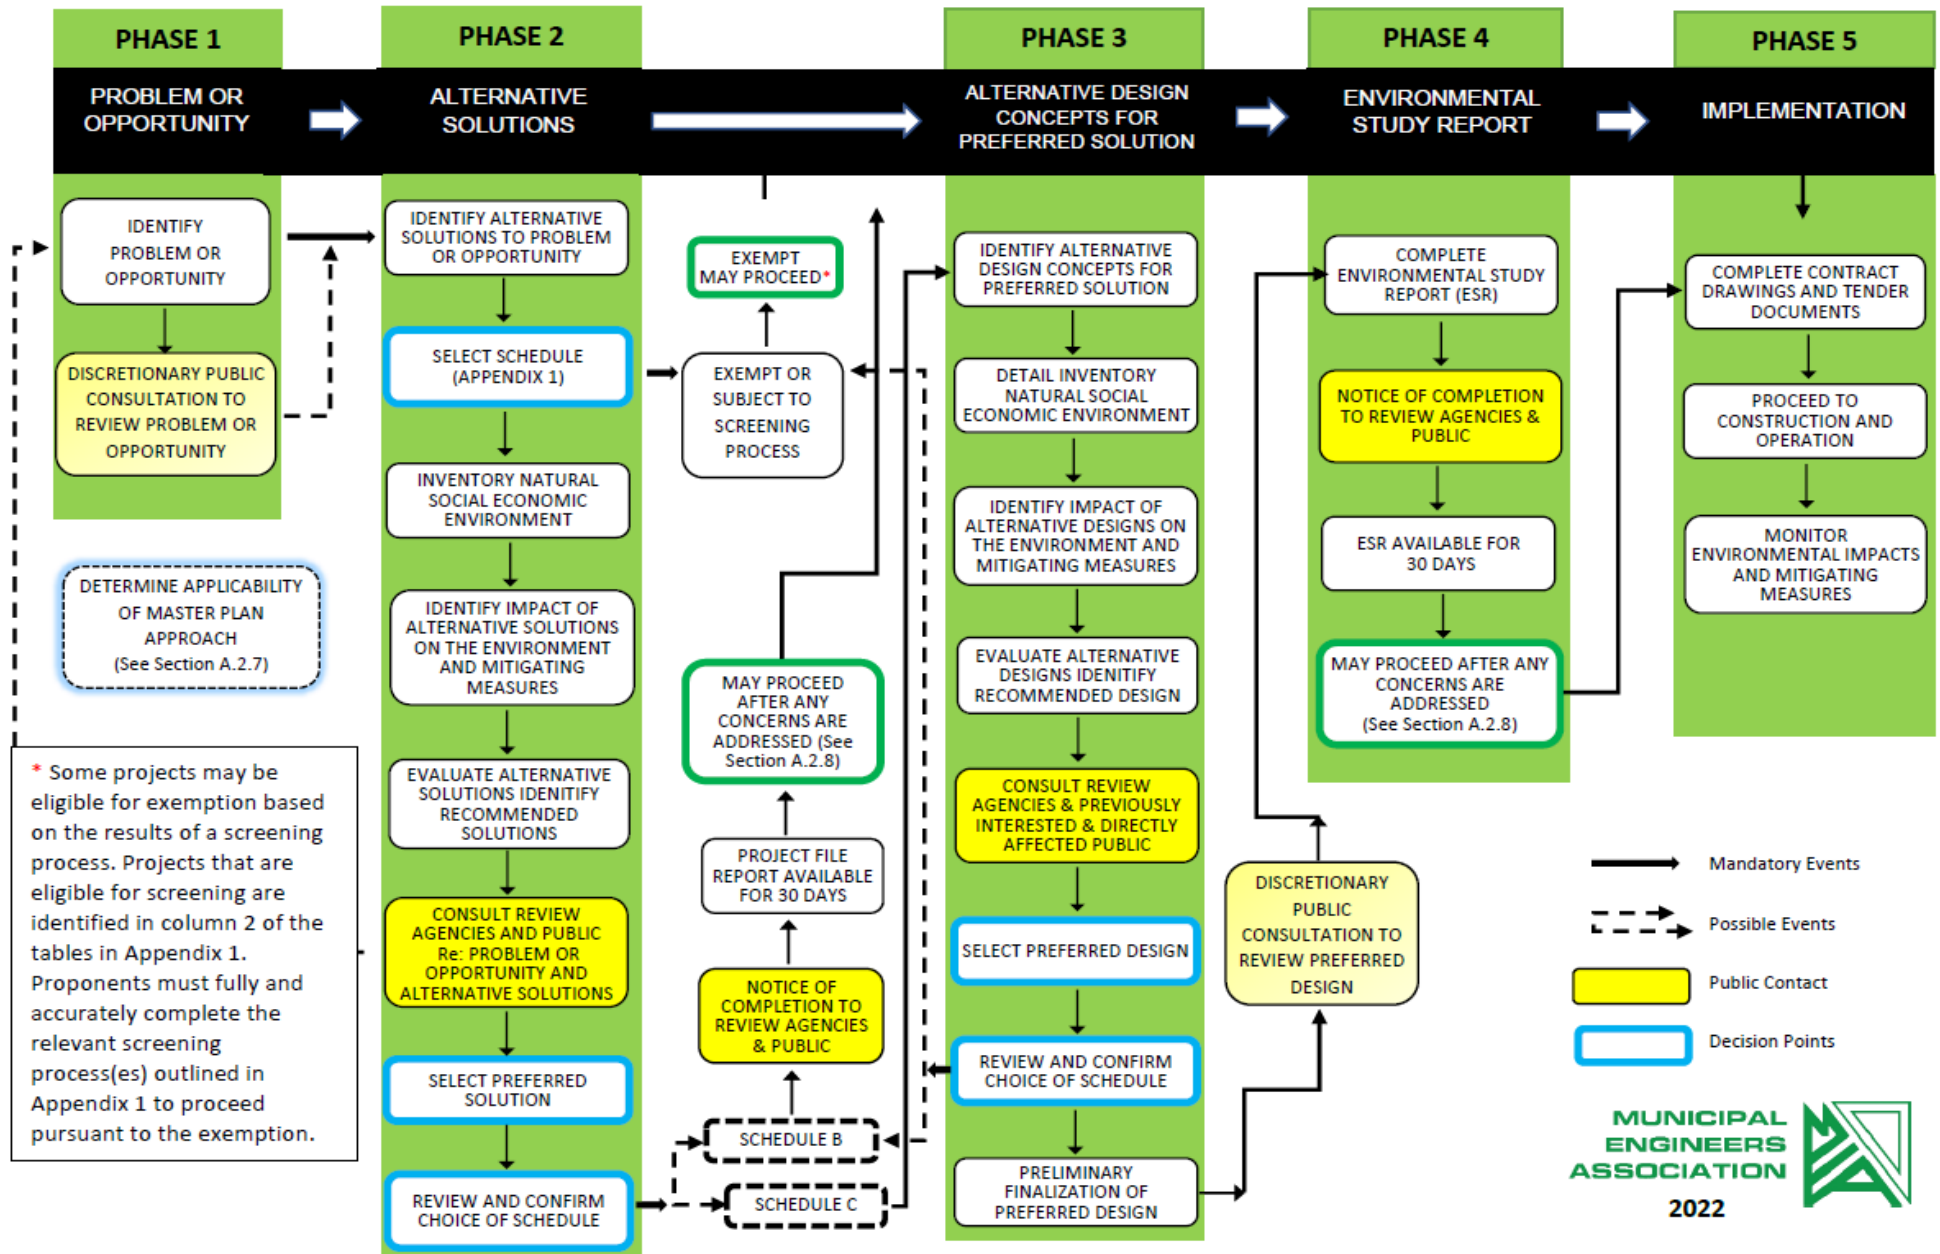 PHASE 1
PROBLEM OR
OPPORTUNITY
IDENTIFY
PROBLEM OR
OPPORTUNITY
DISCRETIONARY PUBLIC
CONSULTATION TO
REVIEW PROBLEM OR
OPPORTUNITY
DETERMINE APPLICABILITY
OF MASTER PLAN
APPROACH
(See Section A.2.7)
* Some projects may be
eligible for exemption based
on the results of a screening
process. Projects that are
eligible for screening are
identified in column 2 of the
tables in Appendix 1.
Proponents must fully and
accurately complete the
relevant screening
process(es) outlined in
Appendix 1 to proceed
pursuant to the exemption.
PHASE 2
ALTERNATIVE
SOLUTIONS
IDENTIFY ALTERNATIVE
SOLUTIONS TO PROBLEM
OR OPPORTUNITY
SELECT SCHEDULE
(APPENDIX 1)
INVENTORY NATURAL
SOCIAL ECONOMIC
ENVIRONMENT
IDENTIFY IMPACT OF
ALTERNATIVE SOLUTIONS
ON THE ENVIRONMENT
AND MITIGATING
MEASURES
EVALUATE ALTERNATIVE
SOLUTIONS IDENTIFY
RECOMMENDED
SOLUTIONS
CONSULT REVIEW
AGENCIES AND PUBLIC
Re: PROBLEM OR
OPPORTUNITY AND
ALTERNATIVE SOLUTIONS
SELECT PREFERRED
SOLUTION
REVIEW AND CONFIRM
CHOICE OF SCHEDULE
EXEMPT
MAY PROCEED*
EXEMPT OR
SUBJECT TO
SCREENING
PROCESS
MAY PROCEED
AFTER ANY
CONCERNS ARE
ADDRESSED (See
Section A.2.8)
PROJECT FILE
REPORT AVAILABLE
FOR 30 DAYS
NOTICE OF
COMPLETION TO
REVIEW AGENCIES
& PUBLIC
SCHEDULE B
SCHEDULE C
PHASE 3
ALTERNATIVE DESIGN
CONCEPTS FOR
PREFERRED SOLUTION
IDENTIFY ALTERNATIVE
DESIGN CONCEPTS FOR
PREFERRED SOLUTION
DETAIL INVENTORY
NATURAL SOCIAL
ECONOMIC ENVIRONMENT
IDENTIFY IMPACT OF
ALTERNATIVE DESIGNS ON
THE ENVIRONMENT AND
MITIGATING MEASURES
EVALUATE ALTERNATIVE
DESIGNS IDENITIFY
RECOMMENDED DESIGN
CONSULT REVIEW
AGENCIES & PREVIOUSLY
INTERESTED & DIRECTLY
AFFECTED PUBLIC
SELECT PREFERRED DESIGN
REVIEW AND CONFIRM
CHOICE OF SCHEDULE
PRELIMINARY
FINALIZATION OF
PREFERRED DESIGN
DISCRETIONARY
PUBLIC
CONSULTATION TO
REVIEW PREFERRED
DESIGN
PHASE 4
ENVIRONMENTAL
STUDY REPORT
COMPLETE
ENVIRONMENTAL STUDY
REPORT (ESR)
NOTICE OF COMPLETION
TO REVIEW AGENCIES &
PUBLIC
ESR AVAILABLE FOR
30 DAYS
MAY PROCEED AFTER ANY
CONCERNS ARE
ADDRESSED
(See Section A.2.8)
PHASE 5
IMPLEMENTATION
COMPLETE CONTRACT
DRAWINGS AND TENDER
DOCUMENTS
PROCEED TO
CONSTRUCTION AND
OPERATION
MONITOR
ENVIRONMENTAL IMPACTS
AND MITIGATING
MEASURES
Mandatory Events
Possible Events
Public Contact
Decision Points
MUNICIPAL
ENGINEERS
ASSOCIATION
2022